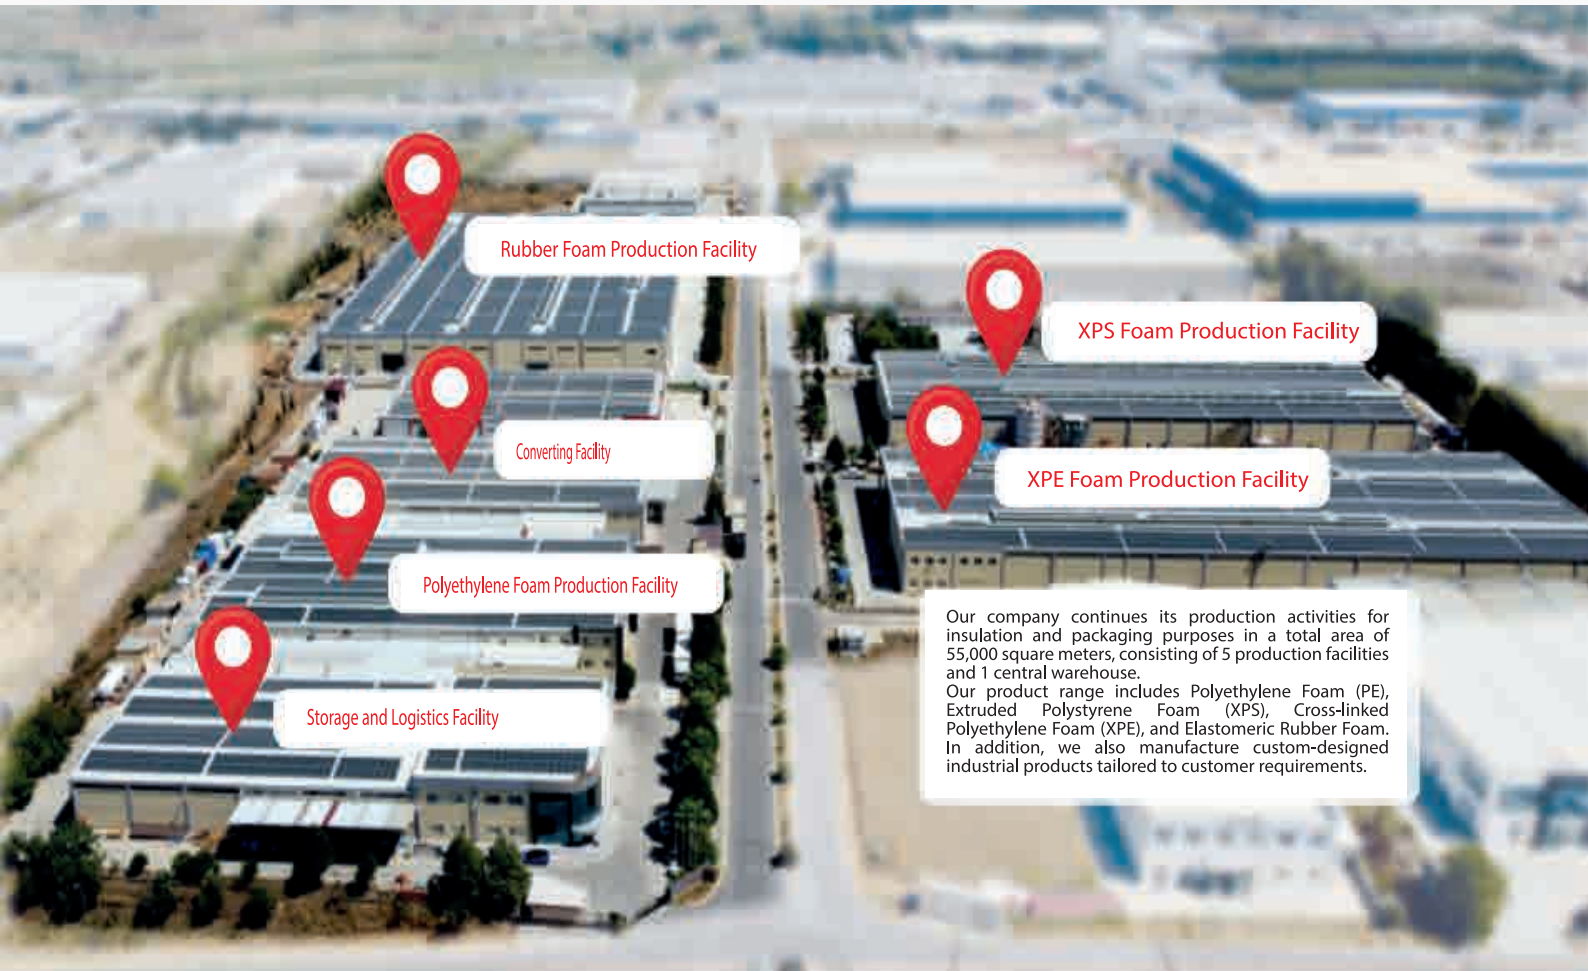 Rubber Foam Production Facility
XPS Foam Production Facility
Converting Facility
XPE Foam Production Facility
Polyethylene Foam Production Facility
Storage and Logistics Facility
Our company continues its production activities for
insulation and packaging purposes in a total area of
55,000 square meters, consisting of 5 production facilities
and 1 central warehouse.
Our product range includes Polyethylene Foam (PE),
Extruded Polystyrene Foam (XPS), Cross-linked
Polyethylene Foam (XPE), and Elastomeric Rubber Foam.
In addition, we also manufacture custom-designed
industrial products tailored to customer requirements.